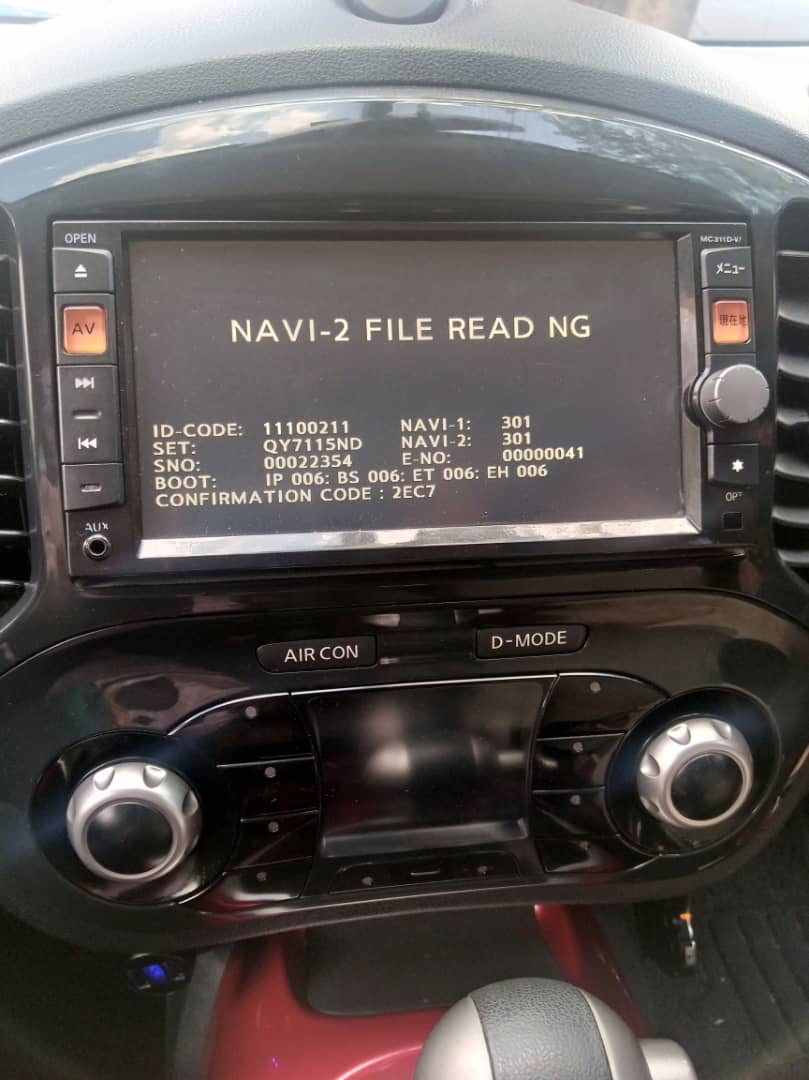 OPEN
MC311D-W
AV
メニュー
現在地
AUX
OPT
NAVI-2 FILE READ NG
ID-CODE: 11100211 NAVI-1: 301
SET: QY7115ND NAVI-2: 301
SNO: 00022354 E-NO: 00000041
BOOT: IP 006: BS 006: ET 006: EH 006
CONFIRMATION CODE : 2EC7
AIR CON
D-MODE